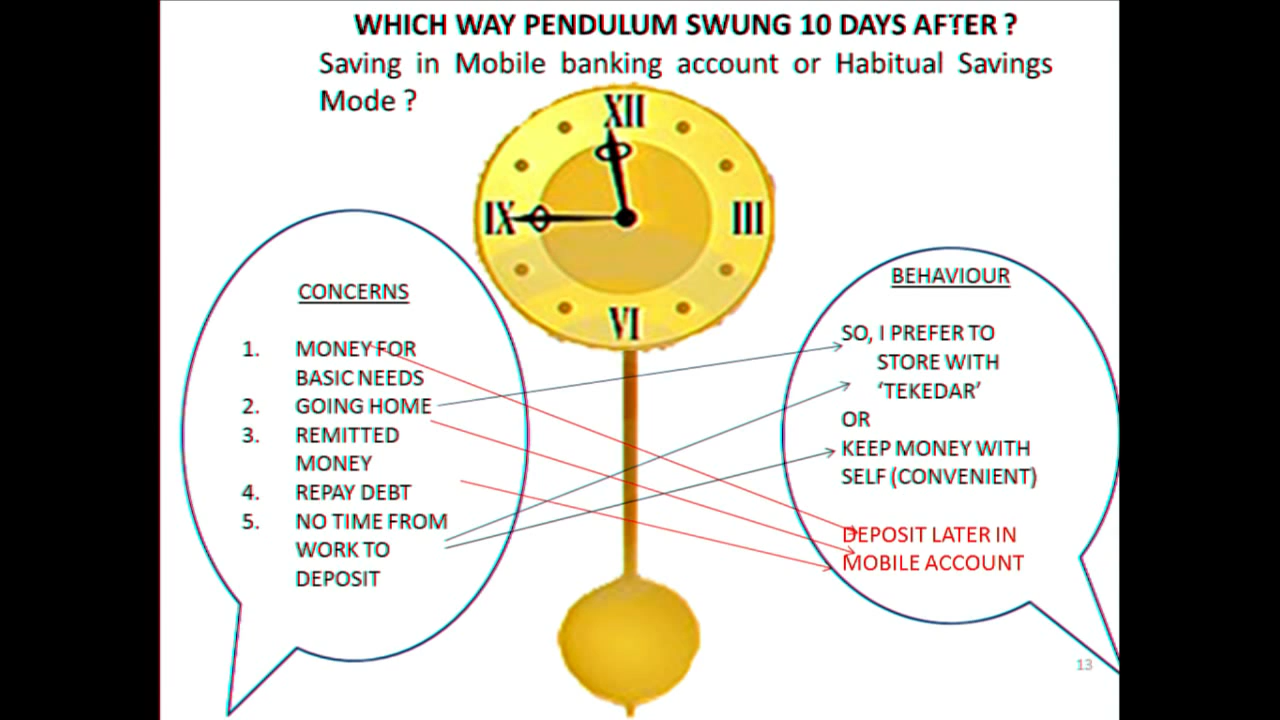 WHICH WAY PENDULUM SWUNG 10 DAYS AFTER ?
Saving in Mobile banking account or Habitual Savings
Mode ?
XII
IX
III
VI
CONCERNS
1. MONEY FOR
BASIC NEEDS
2. GOING HOME
3. REMITTED
MONEY
4. REPAY DEBT
5. NO TIME FROM
WORK TO
DEPOSIT
BEHAVIOUR
SO, I PREFER TO
STORE WITH
‘TEKEDAR’
OR
KEEP MONEY WITH
SELF (CONVENIENT)
DEPOSIT LATER IN
MOBILE ACCOUNT
13